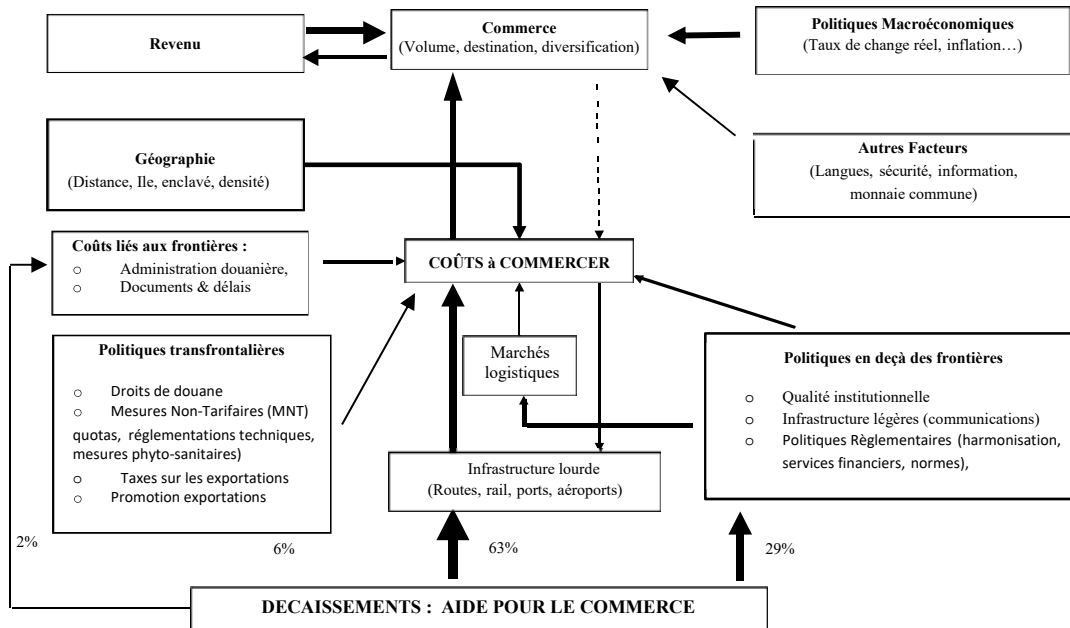 Revenu
Commerce
(Volume, destination, diversification)
Politiques Macroéconomiques
(Taux de change réel, inflation…)
Géographie
(Distance, Ile, enclavé, densité)
Autres Facteurs
(Langues, sécurité, information,
monnaie commune)
Coûts liés aux frontières :
○ Administration douanière,
○ Documents & délais
COÛTS à COMMERCER
Politiques transfrontalières
○ Droits de douane
○ Mesures Non-Tarifaires (MNT)
quotas, réglementations techniques,
mesures phyto-sanitaires)
○ Taxes sur les exportations
○ Promotion exportations
Marchés
logistiques
Politiques en deçà des frontières
○ Qualité institutionnelle
○ Infrastructure légères (communications)
○ Politiques Règlementaires (harmonisation,
services financiers, normes),
Infrastructure lourde
(Routes, rail, ports, aéroports)
2%
6%
63%
29%
DECAISSEMENTS : AIDE POUR LE COMMERCE